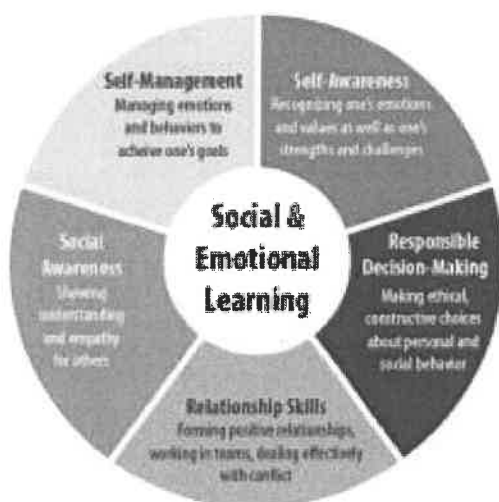 Social &
Emotional
Learning
Self-Management
Managing emotions
and behaviors to
acheive one's goals
Self-Awareness
Recognizing one's emotions
and values as well as one's
strengths and challenges
Responsible
Decision-Making
Making ethical,
constructive choices
about personal and
social behavior
Relationship Skills
Forming positive relationships,
working in teams, dealing effectively
with conflict
Social
Awareness
Showing
understanding
and empathy
for others